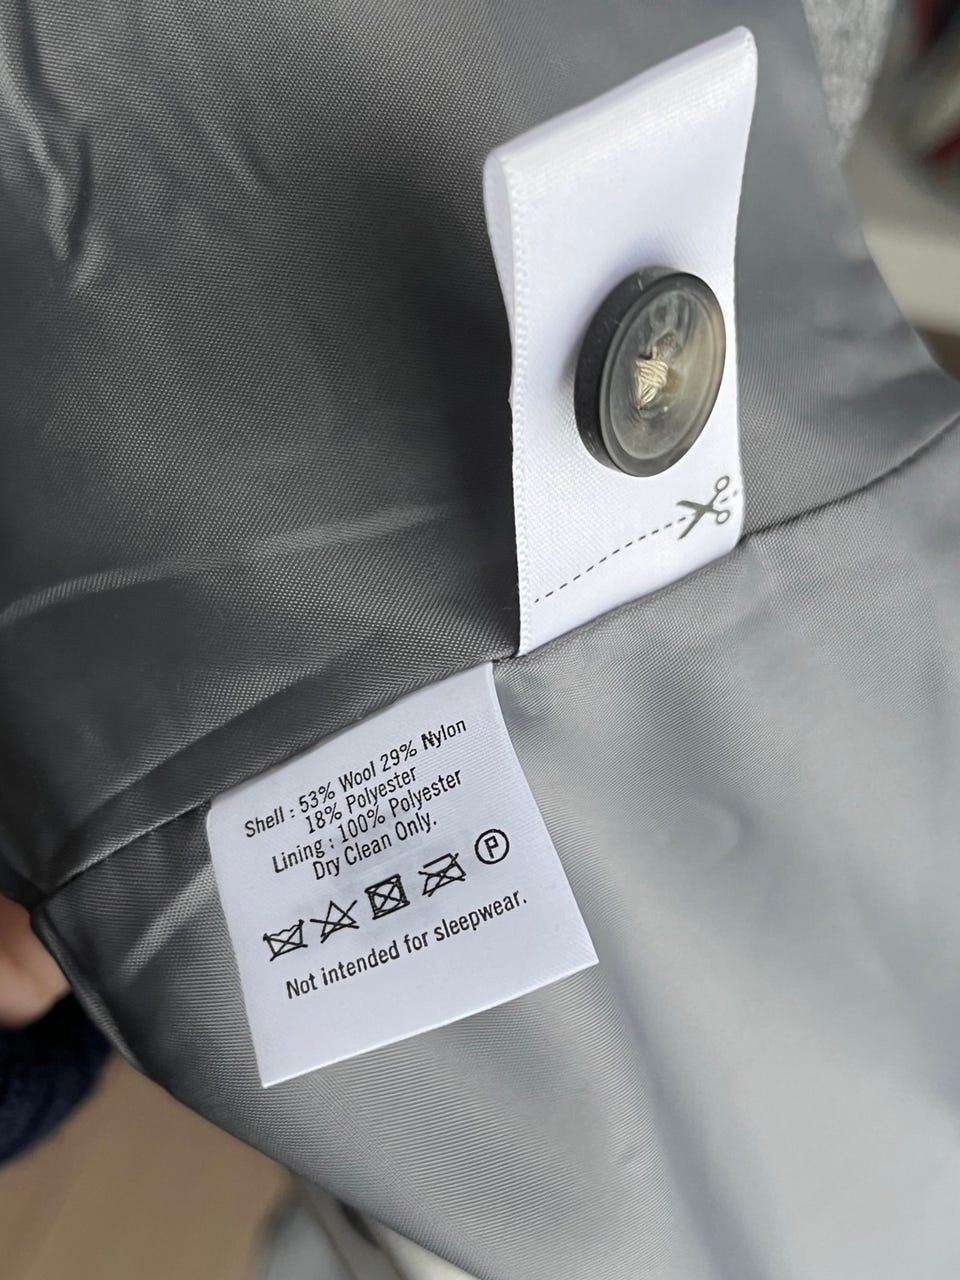 Shell : 53% Wool 29% Nylon
18% Polyester
Lining : 100% Polyester
Dry Clean Only.
P
Not intended for sleepwear.